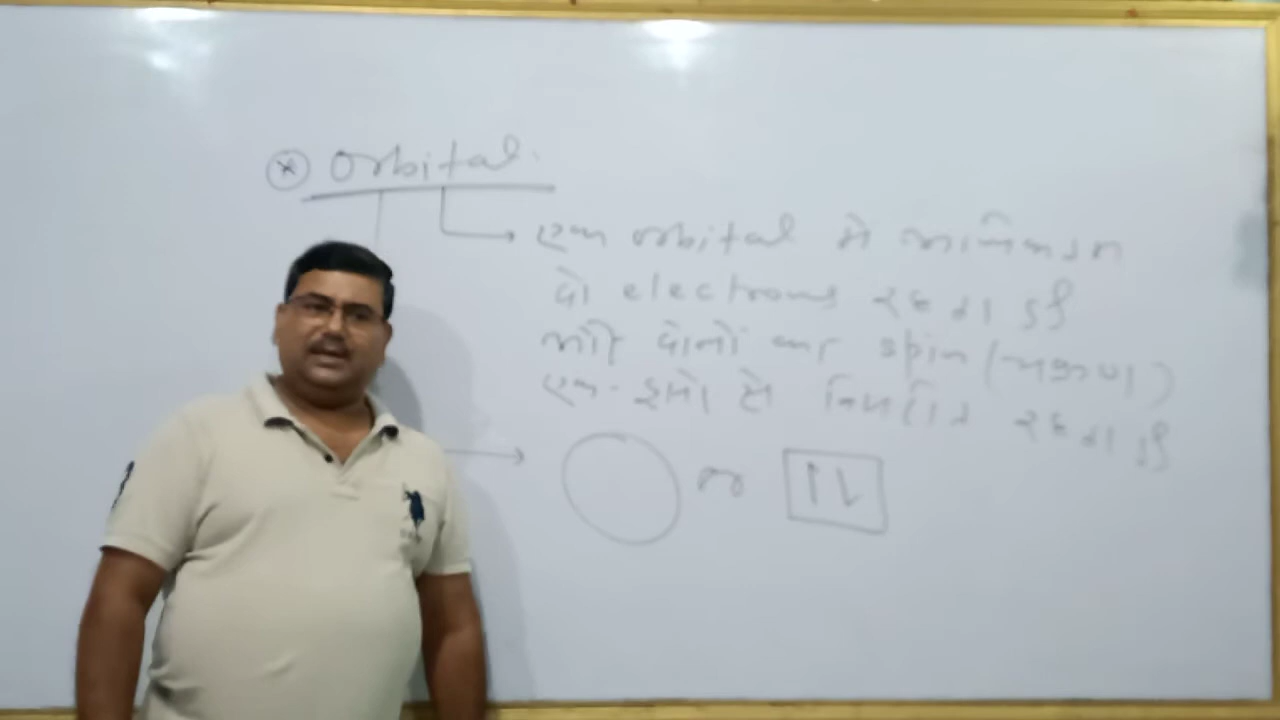 * Orbital
एक orbital मे अधिकतम
दो electrons रहता है
और दोनों का spin (चक्रण)
एक-दूसरे से विपरीत रहता है
or ↿⇂